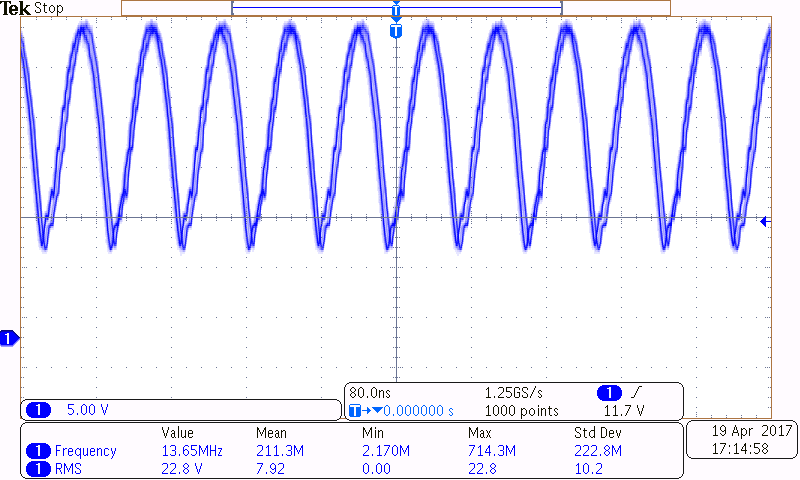 Tek Stop
T
T
1
80.0ns 1.25GS/s 1
1 5.00 V T→▼0.000000 s 1000 points 11.7 V
Value Mean Min Max Std Dev
1 Frequency 13.65MHz 211.3M 2.170M 714.3M 222.8M
1 RMS 22.8 V 7.92 0.00 22.8 10.2
19 Apr 2017
17:14:58